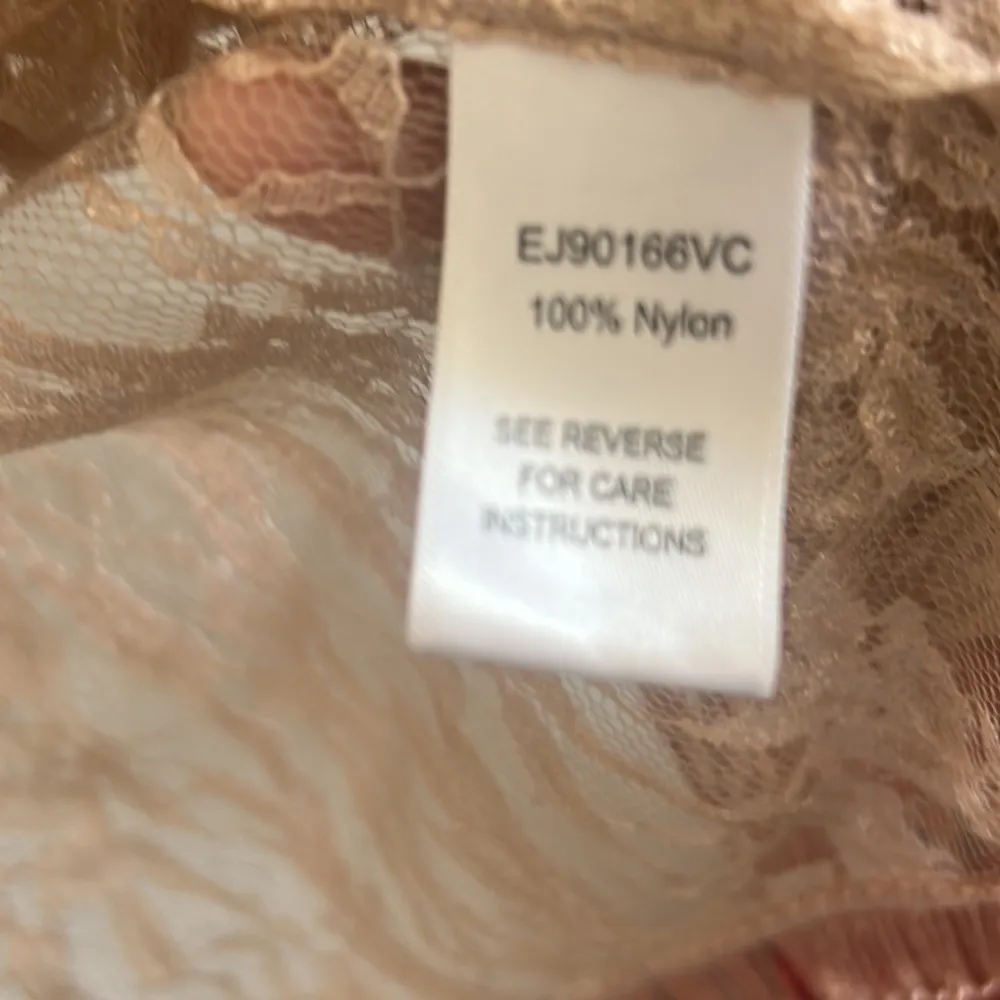 EJ90166VC
100% Nylon
SEE REVERSE
FOR CARE
INSTRUCTIONS